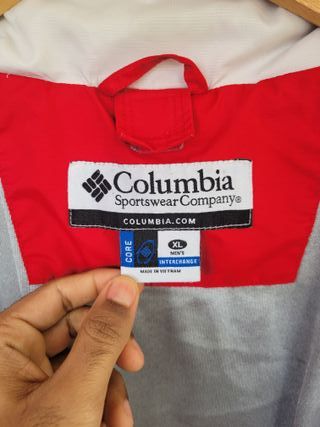 Columbia
Sportswear Company®
COLUMBIA.COM
CORE
XL
MEN'S
INTERCHANGE
MADE IN VIETNAM